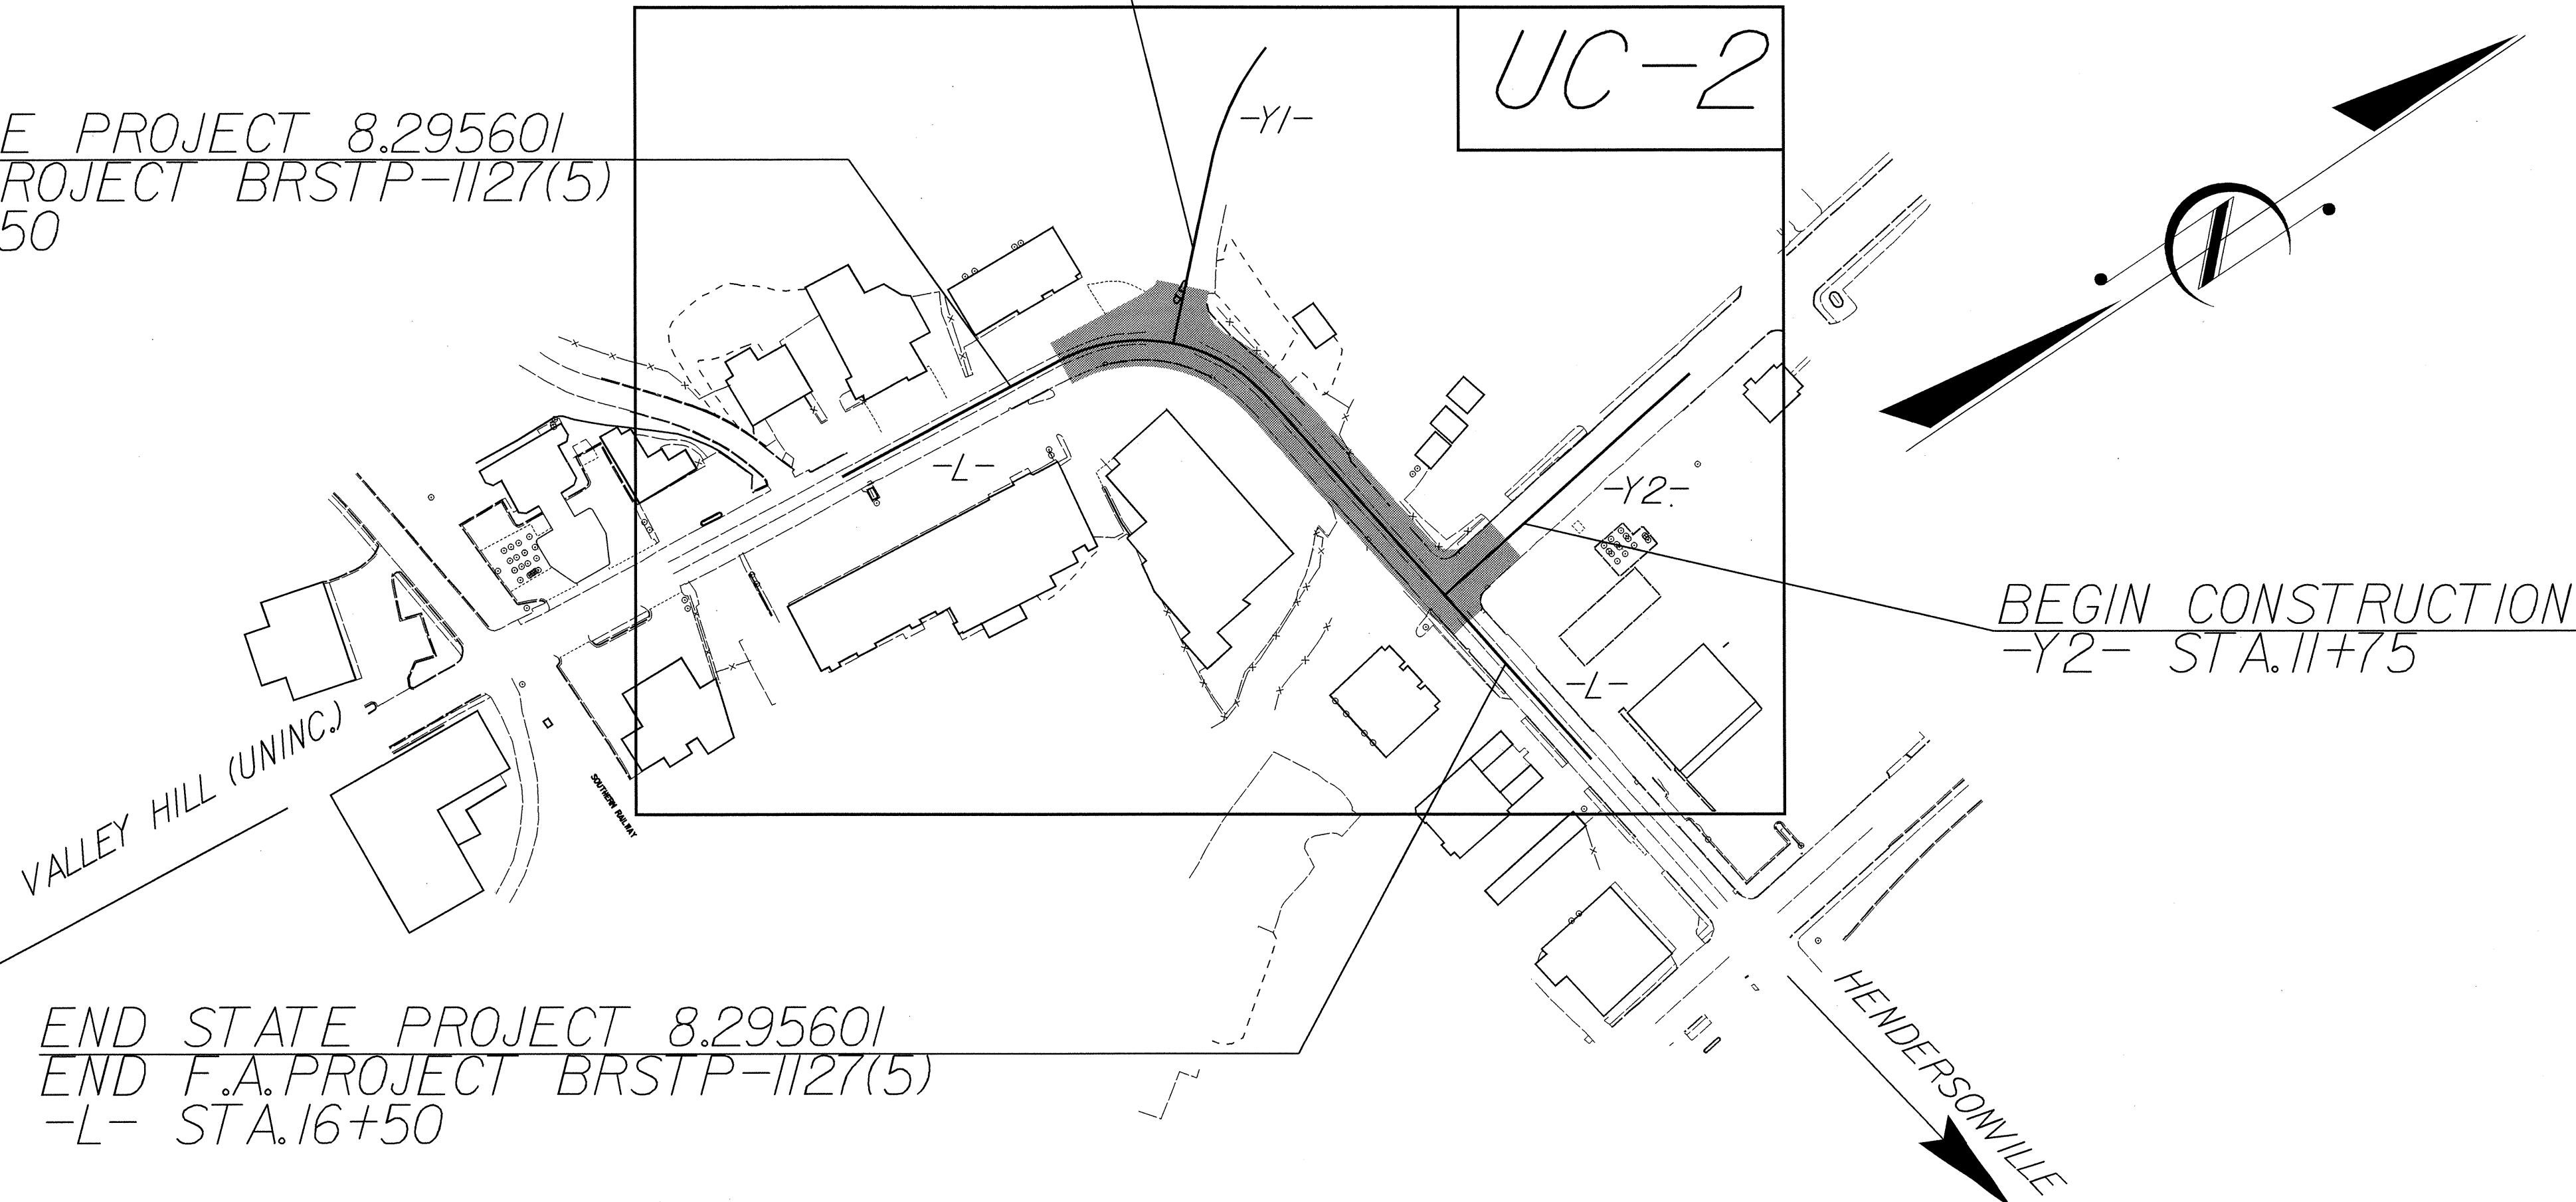 UC-2
-Y1-
E PROJECT 8.295601
ROJECT BRSTP-1127(5)
50
-L-
-Y2-
BEGIN CONSTRUCTION
-Y2- STA.11+75
-L-
VALLEY HILL (UNINC.)
SOUTHERN RAILWAY
HENDERSONVILLE
END STATE PROJECT 8.295601
END F.A.PROJECT BRSTP-1127(5)
-L- STA.16+50